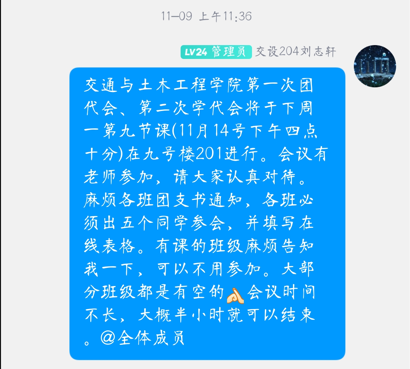 11-09 上午11:36
LV24 管理员 交设204刘志轩
交通与土木工程学院第一次团
代会、第二次学代会将于下周
一第九节课(11月14号下午四点
十分)在九号楼201进行。会议有
老师参加，请大家认真对待。
麻烦各班团支书通知，各班必
须出五个同学参会，并填写在
线表格。有课的班级麻烦告知
我一下，可以不用参加。大部
分班级都是有空的会议时间
不长，大概半小时就可以结束
。@全体成员